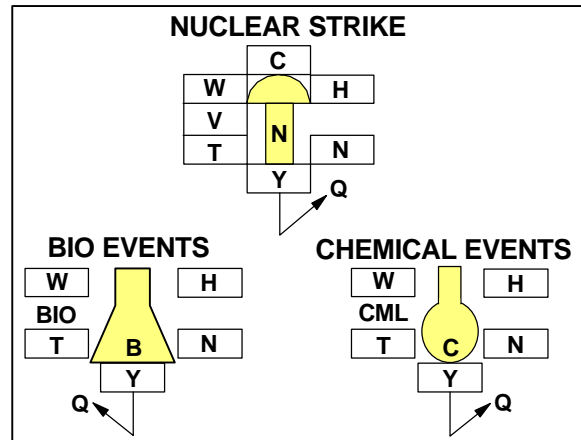 NUCLEAR STRIKE
C
W H
V N
T N
Y
Q
BIO EVENTS CHEMICAL EVENTS
W H W H
BIO CML
T B N T C N
Y Y
Q Q